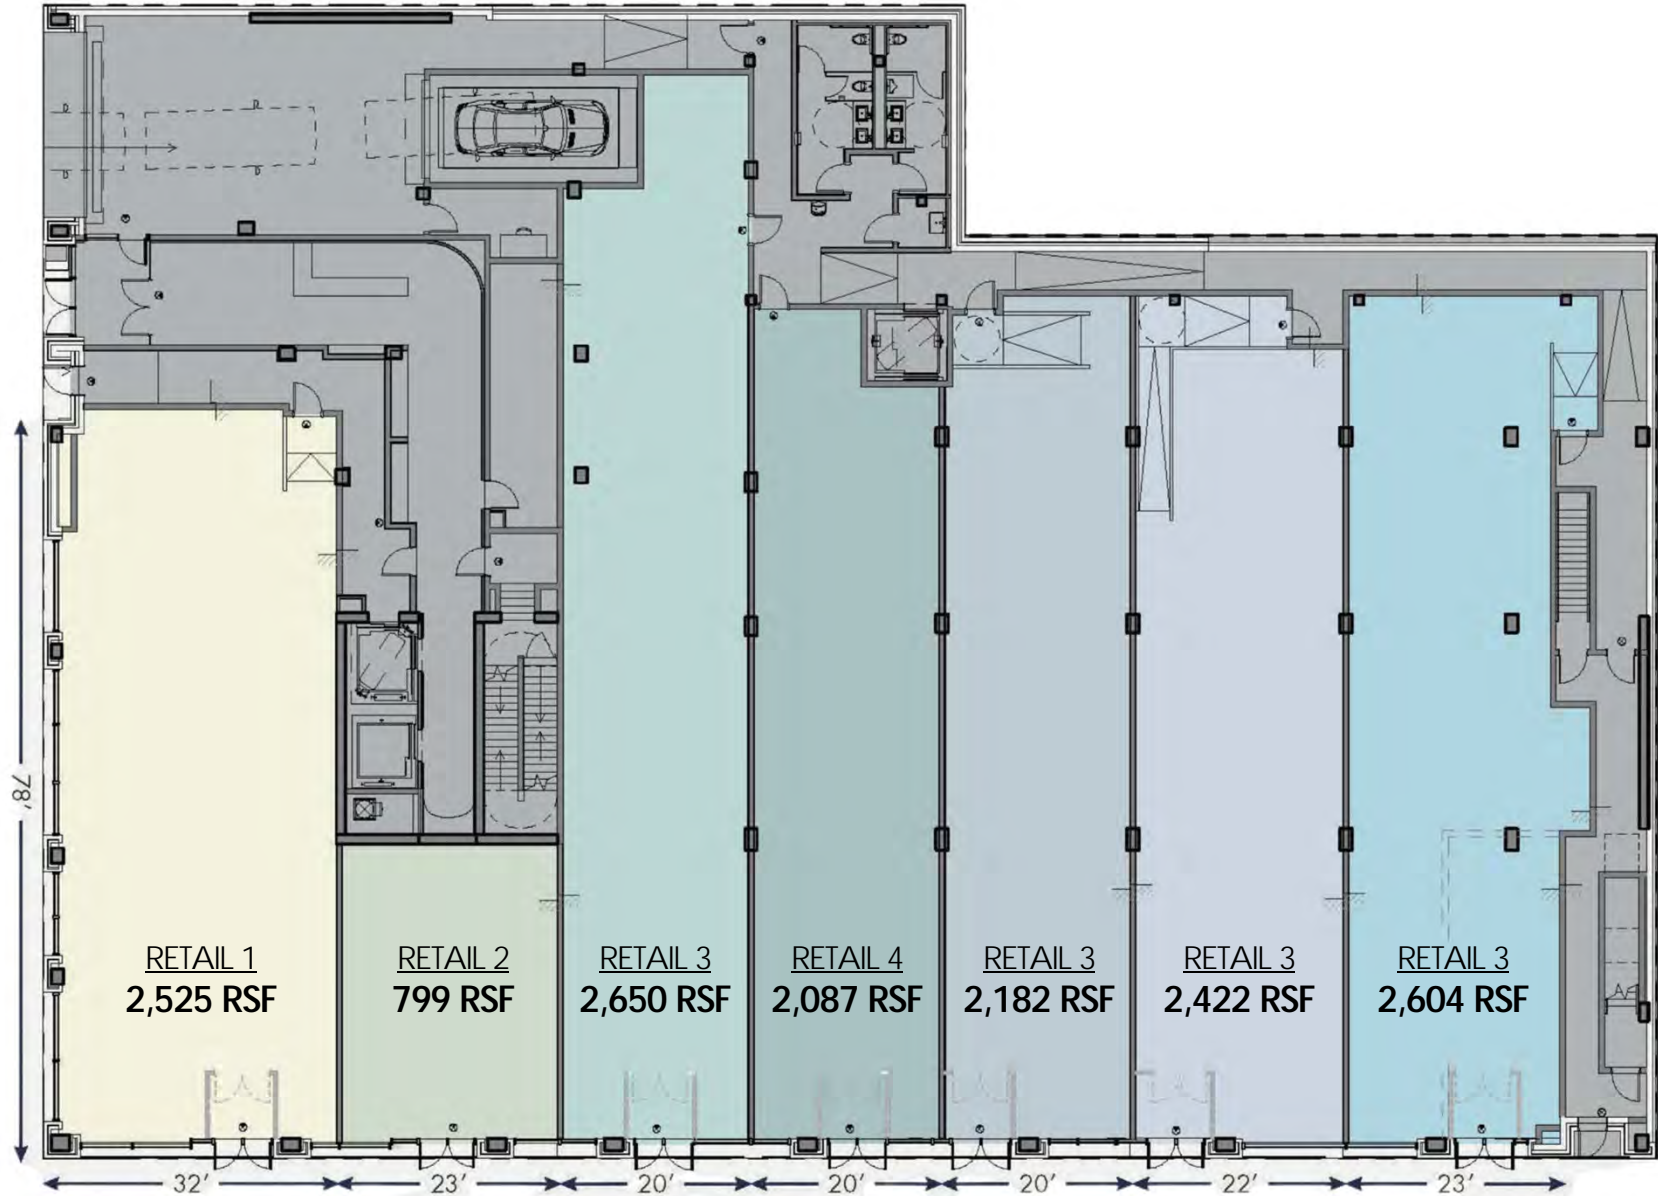 RETAIL 1
2,525 RSF
RETAIL 2
799 RSF
RETAIL 3
2,650 RSF
RETAIL 4
2,087 RSF
RETAIL 3
2,182 RSF
RETAIL 3
2,422 RSF
RETAIL 3
2,604 RSF
78'
32'
23'
20'
20'
20'
22'
23'